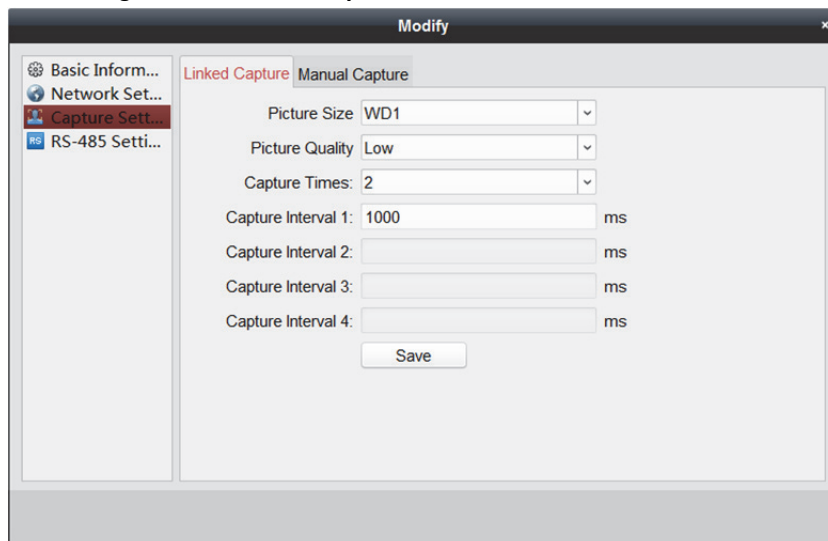 Modify
×
Basic Inform...
Network Set...
Capture Sett...
RS RS-485 Setti...
Linked Capture Manual Capture
Picture Size WD1
Picture Quality Low
Capture Times: 2
Capture Interval 1: 1000 ms
Capture Interval 2: ms
Capture Interval 3: ms
Capture Interval 4: ms
Save